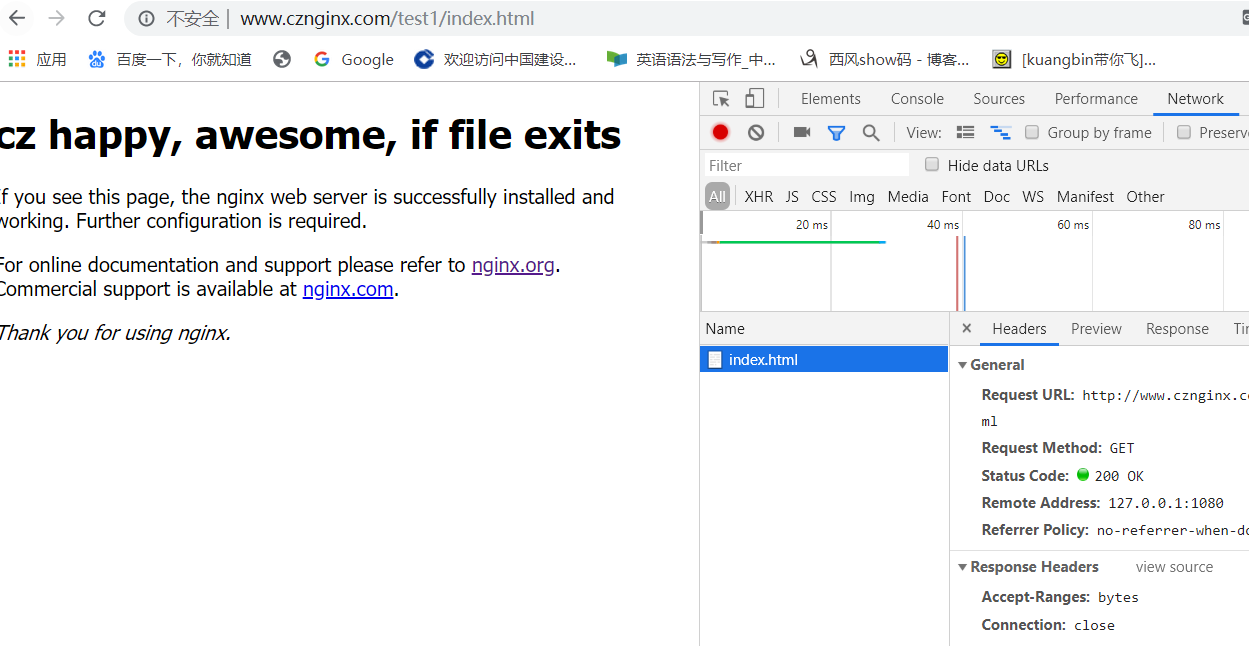 不安全 | www.cznginx.com/test1/index.html
应用 百度一下，你就知道 Google 欢迎访问中国建设... 英语语法与写作_中... 西风show码 - 博客... [kuangbin带你飞]...
cz happy, awesome, if file exits
If you see this page, the nginx web server is successfully installed and
working. Further configuration is required.
For online documentation and support please refer to nginx.org.
Commercial support is available at nginx.com.
Thank you for using nginx.
Elements Console Sources Performance Network
View: Group by frame Preserv
Filter Hide data URLs
All XHR JS CSS Img Media Font Doc WS Manifest Other
20 ms 40 ms 60 ms 80 ms
Name
index.html
× Headers Preview Response Ti
General
Request URL: http://www.cznginx.c
ml
Request Method: GET
Status Code: 200 OK
Remote Address: 127.0.0.1:1080
Referrer Policy: no-referrer-when-d
Response Headers view source
Accept-Ranges: bytes
Connection: close